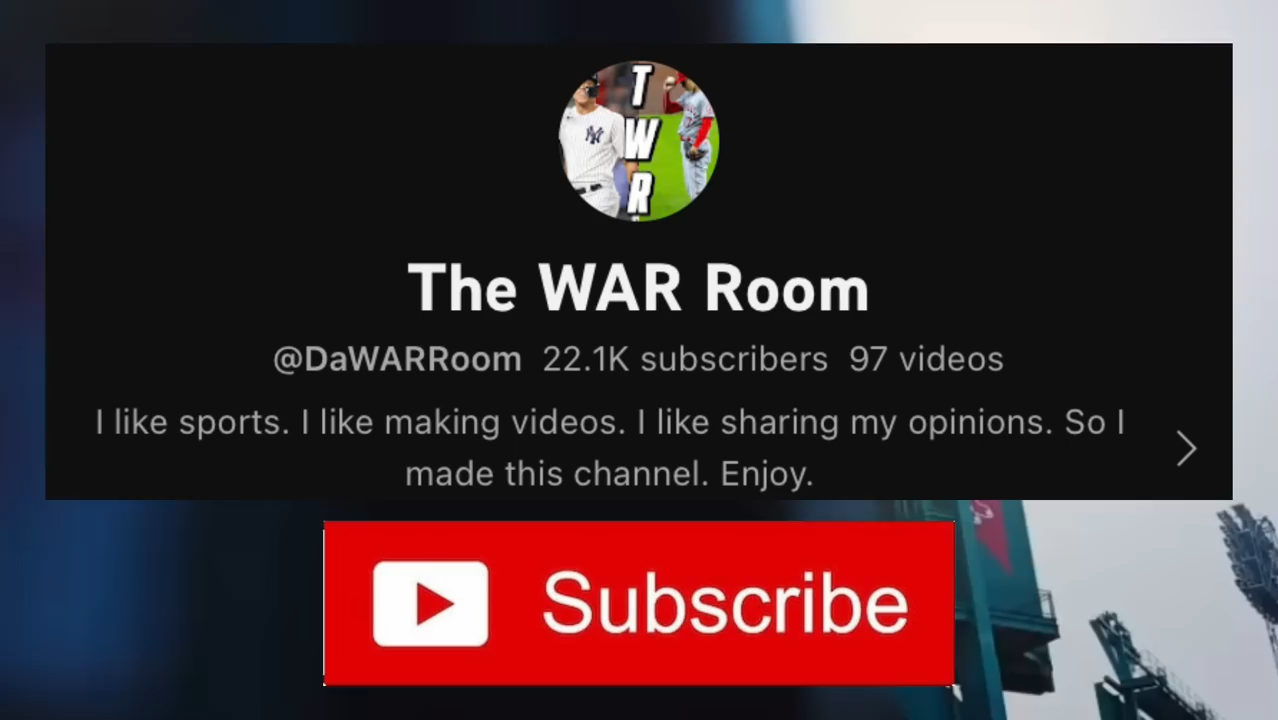 T
W
R
The WAR Room
@DaWARRoom 22.1K subscribers 97 videos
I like sports. I like making videos. I like sharing my opinions. So I
made this channel. Enjoy.
Subscribe